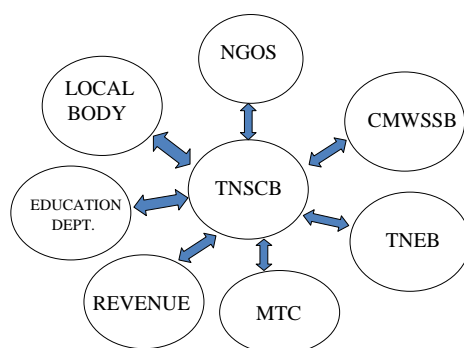 NGOS
LOCAL
BODY
CMWSSB
TNSCB
EDUCATION
DEPT.
TNEB
REVENUE
MTC